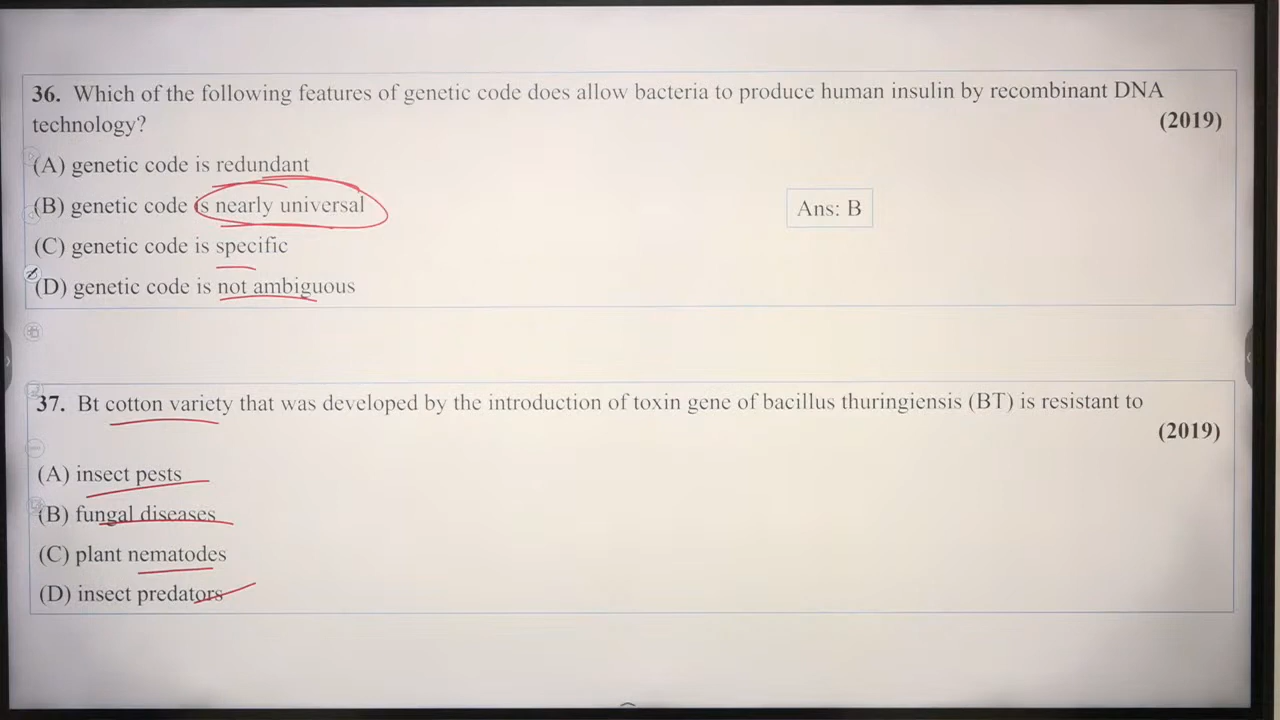 36. Which of the following features of genetic code does allow bacteria to produce human insulin by recombinant DNA
technology?
(2019)
(A) genetic code is redundant
(B) genetic code is nearly universal
Ans: B
(C) genetic code is specific
(D) genetic code is not ambiguous
37. Bt cotton variety that was developed by the introduction of toxin gene of bacillus thuringiensis (BT) is resistant to
(2019)
(A) insect pests
(B) fungal diseases
(C) plant nematodes
(D) insect predators